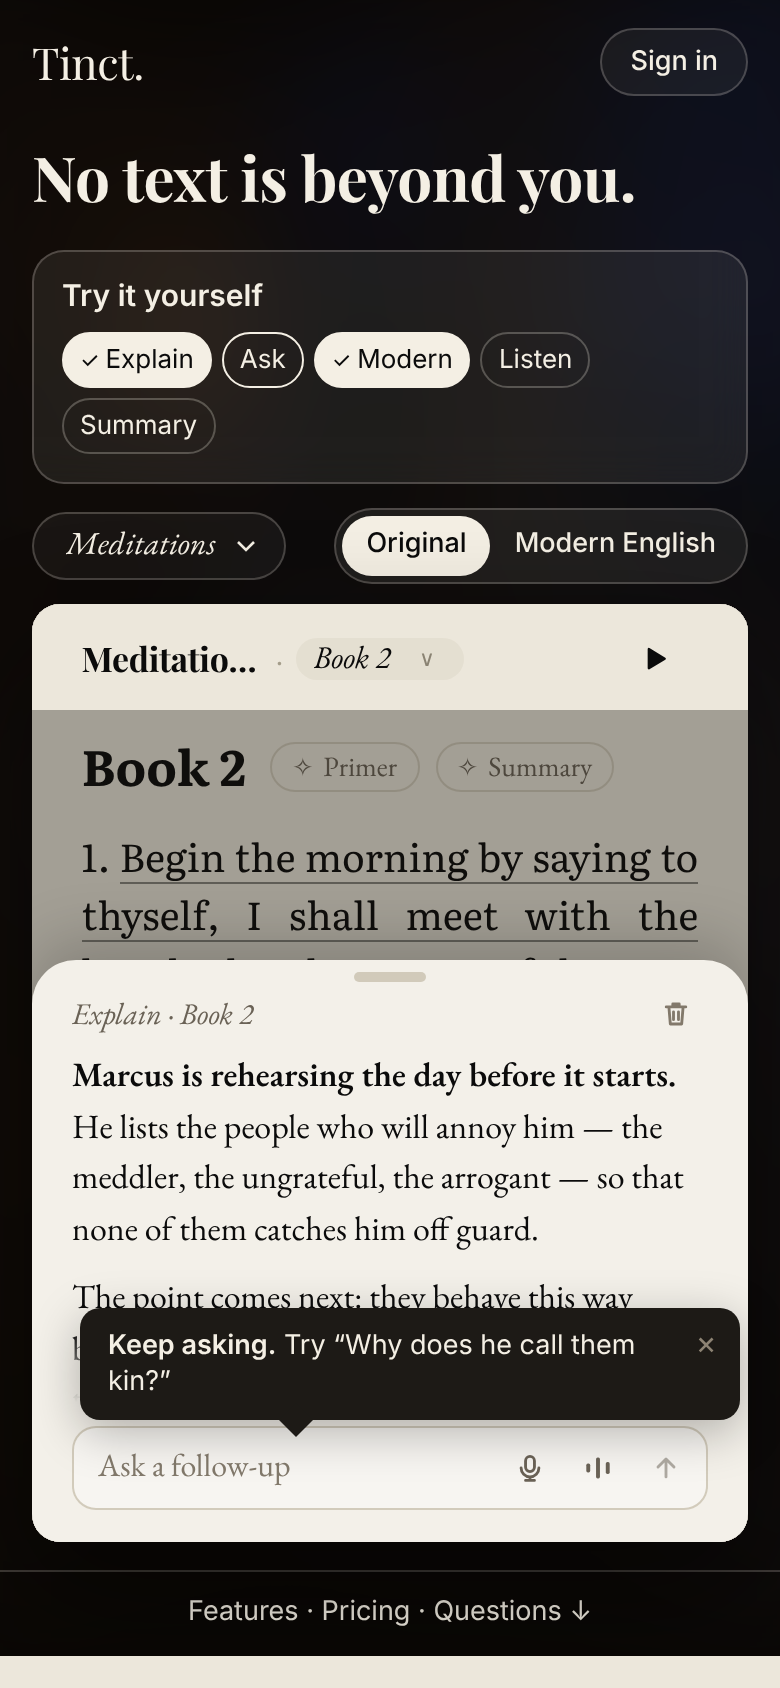 Tinct.
Sign in
No text is beyond you.
Try it yourself
✓ Explain
Ask
✓ Modern
Listen
Summary
Meditations
Original
Modern English
Meditatio...
· Book 2
Book 2
✧ Primer
✧ Summary
1. Begin the morning by saying to
thyself, I shall meet with the
Explain · Book 2
Marcus is rehearsing the day before it starts.
He lists the people who will annoy him — the
meddler, the ungrateful, the arrogant — so that
none of them catches him off guard.
The point comes next: they behave this way
Keep asking. Try “Why does he call them
kin?”
Ask a follow-up
Features · Pricing · Questions ↓